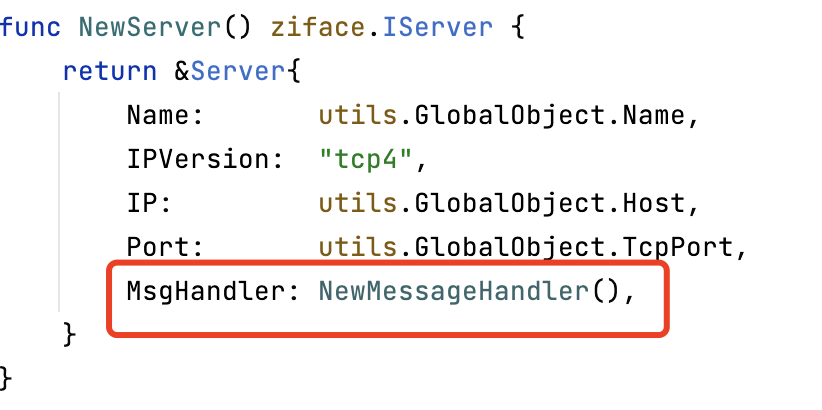 func NewServer() ziface.IServer {
    return &Server{
        Name:       utils.GlobalObject.Name,
        IPVersion:  "tcp4",
        IP:         utils.GlobalObject.Host,
        Port:       utils.GlobalObject.TcpPort,
        MsgHandler: NewMessageHandler(),
    }
}